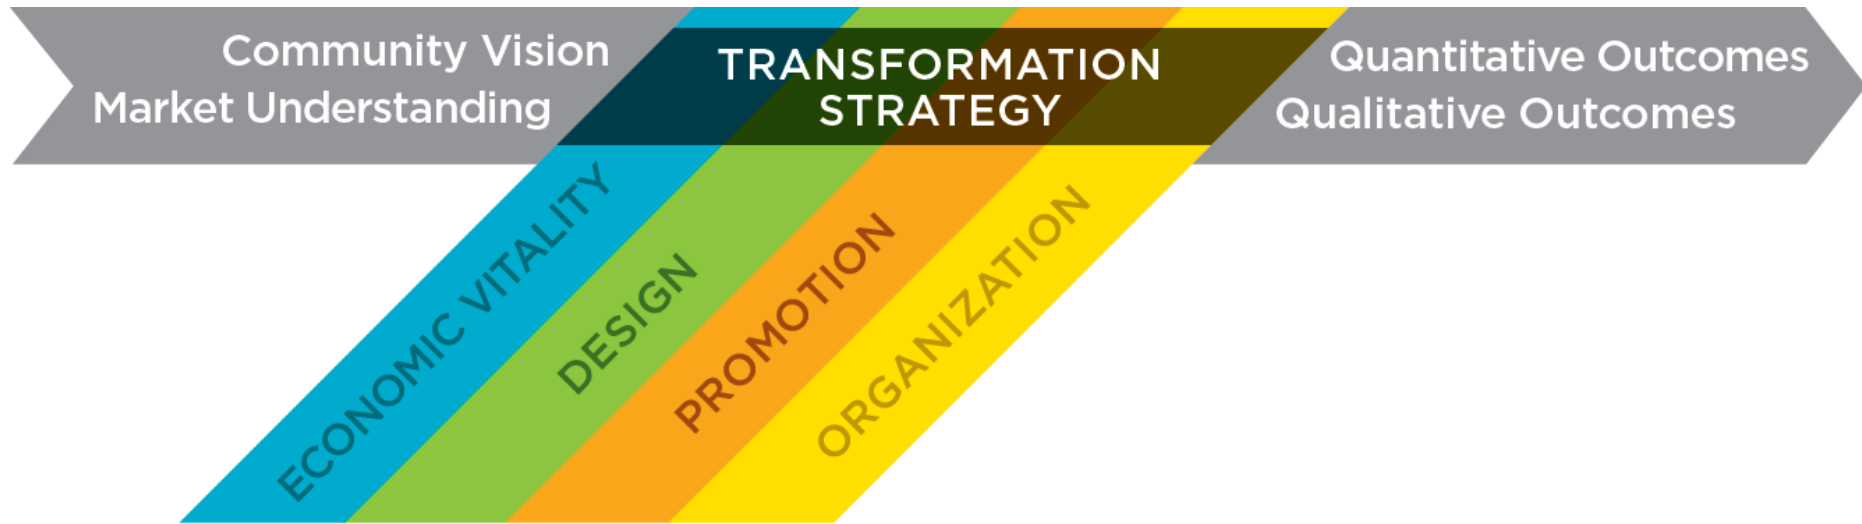 Community Vision
Market Understanding
TRANSFORMATION
STRATEGY
Quantitative Outcomes
Qualitative Outcomes
ECONOMIC VITALITY
DESIGN
PROMOTION
ORGANIZATION